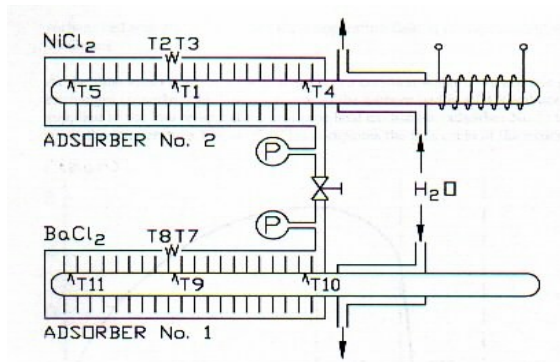 NiCl₂
T2T3
T5
T1
T4
ADSORBER No. 2
P
H₂O
P
BaCl₂
T8T7
T11
T9
T10
ADSORBER No. 1